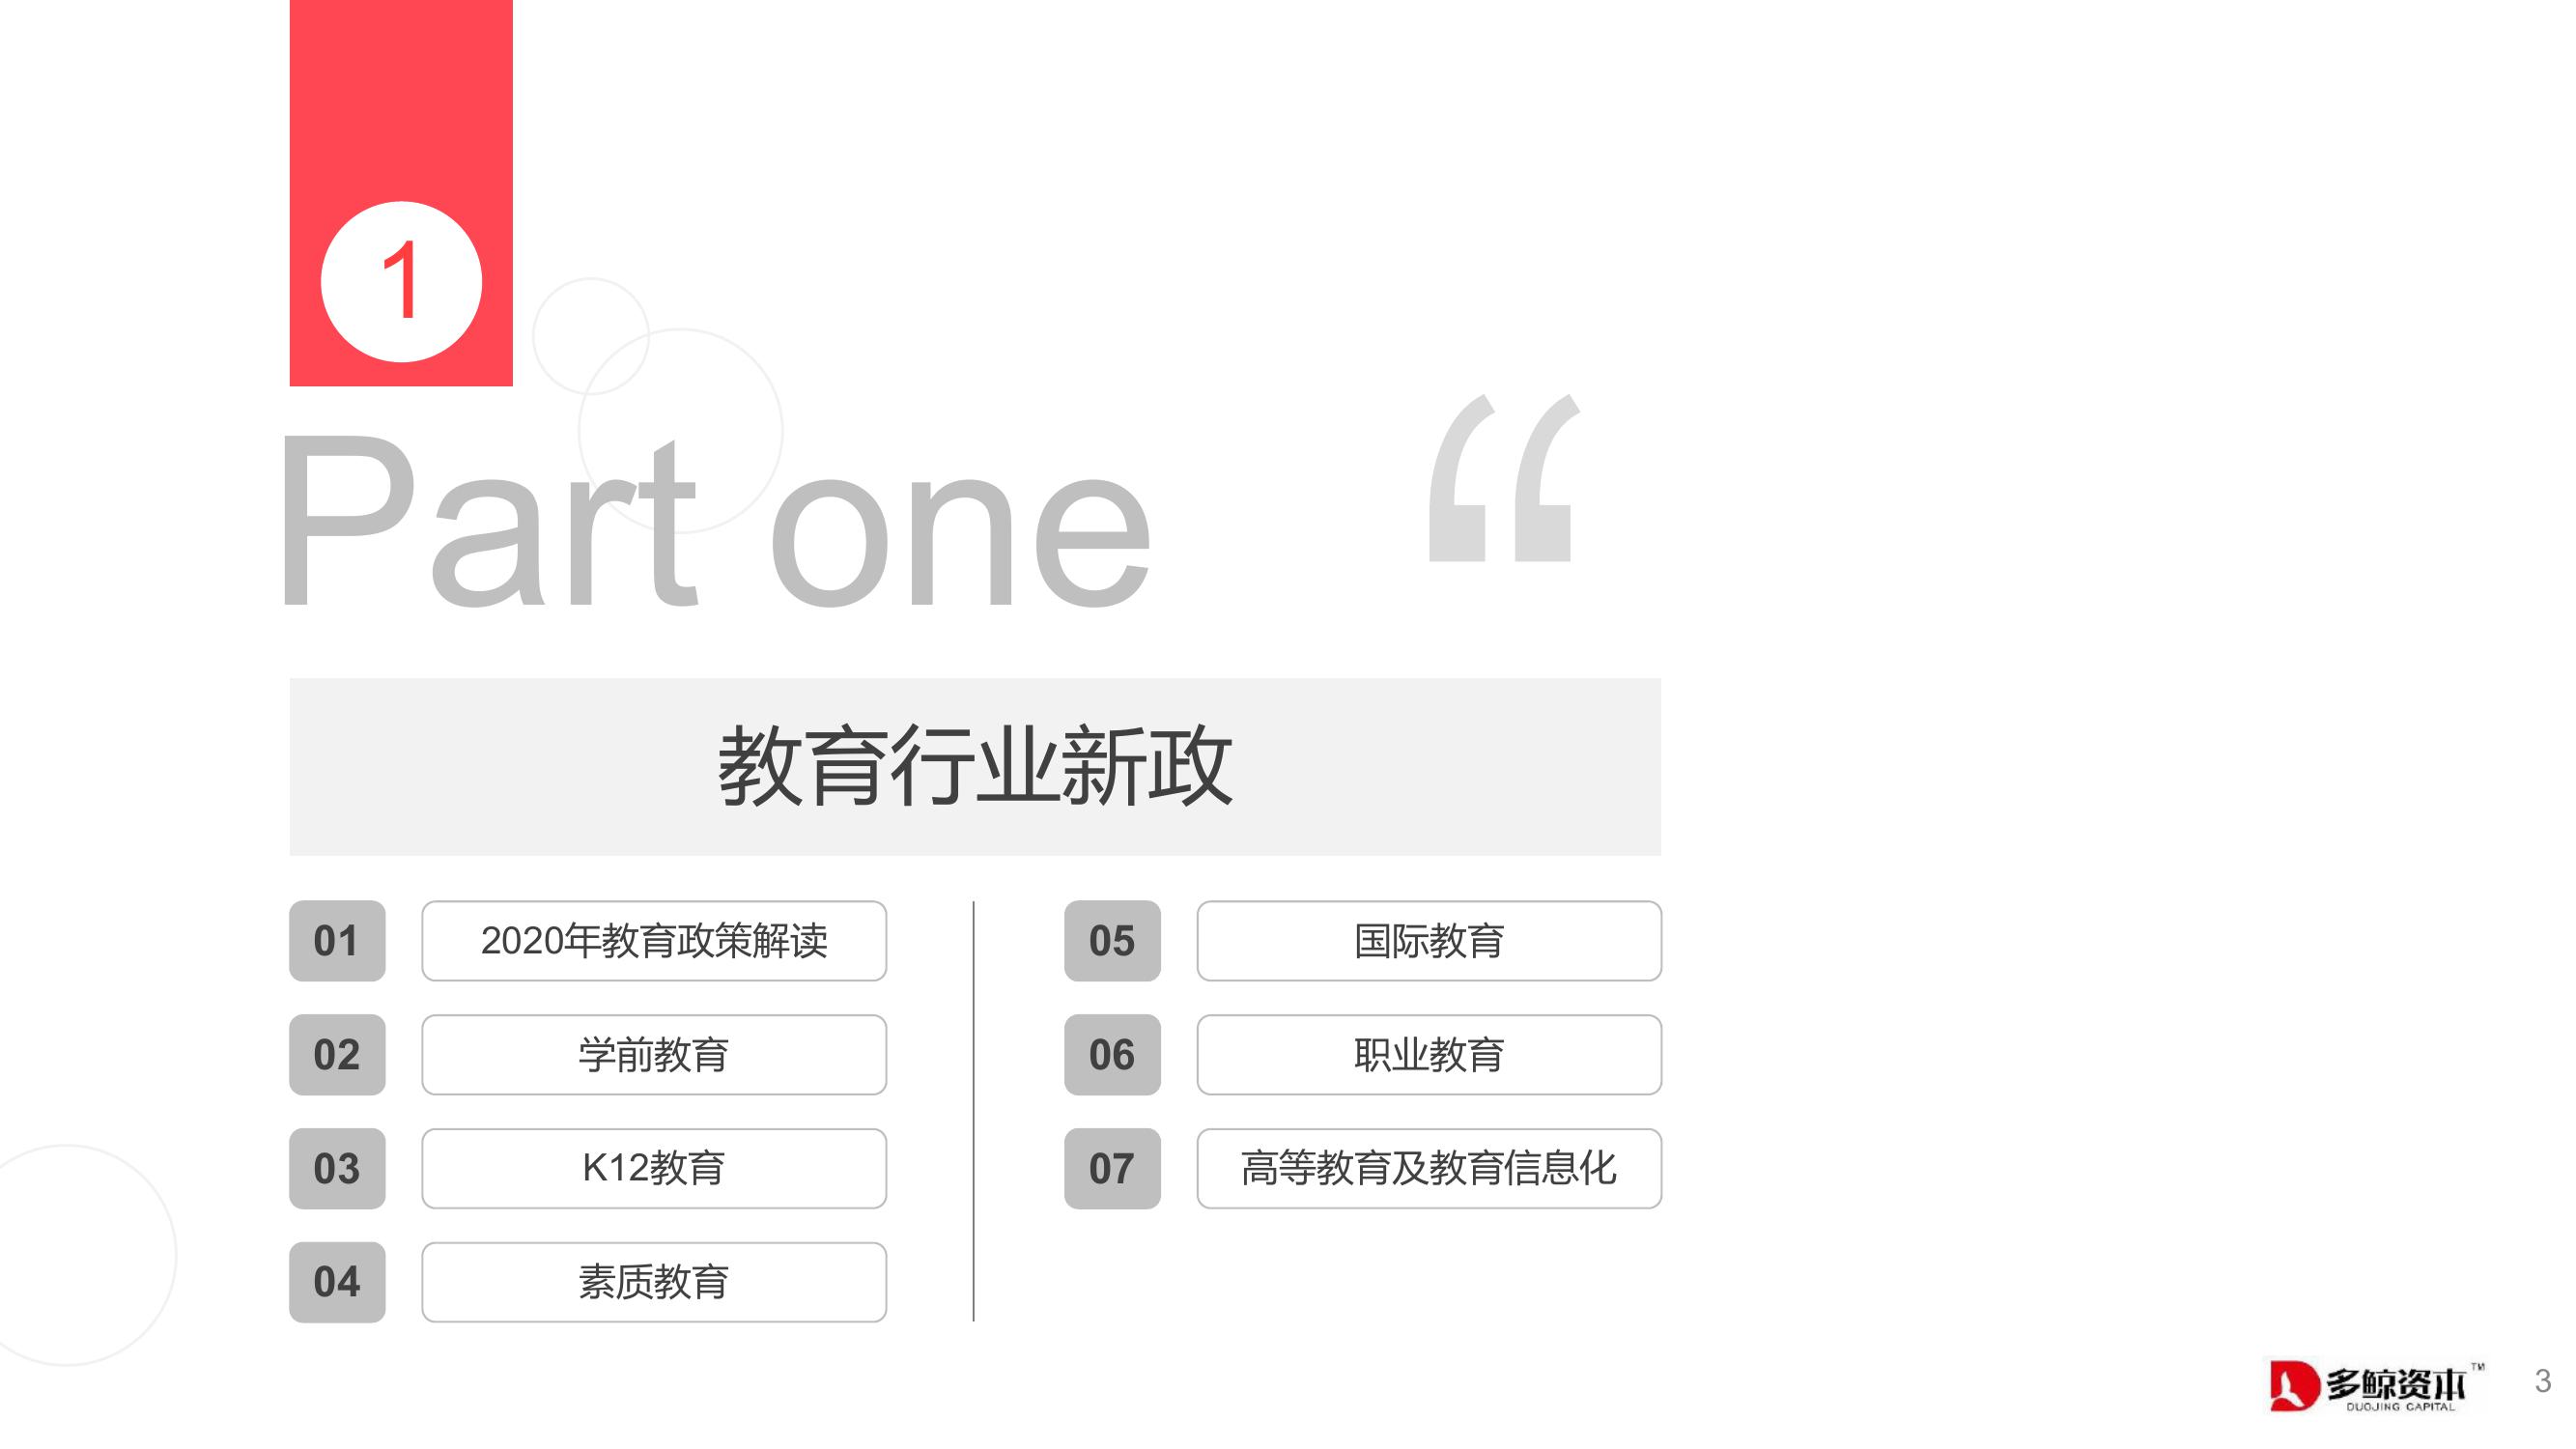 1
Part one
“
教育行业新政
01
2020年教育政策解读
02
学前教育
03
K12教育
04
素质教育
05
国际教育
06
职业教育
07
高等教育及教育信息化
多鲸资本™
DUOJING CAPITAL
3